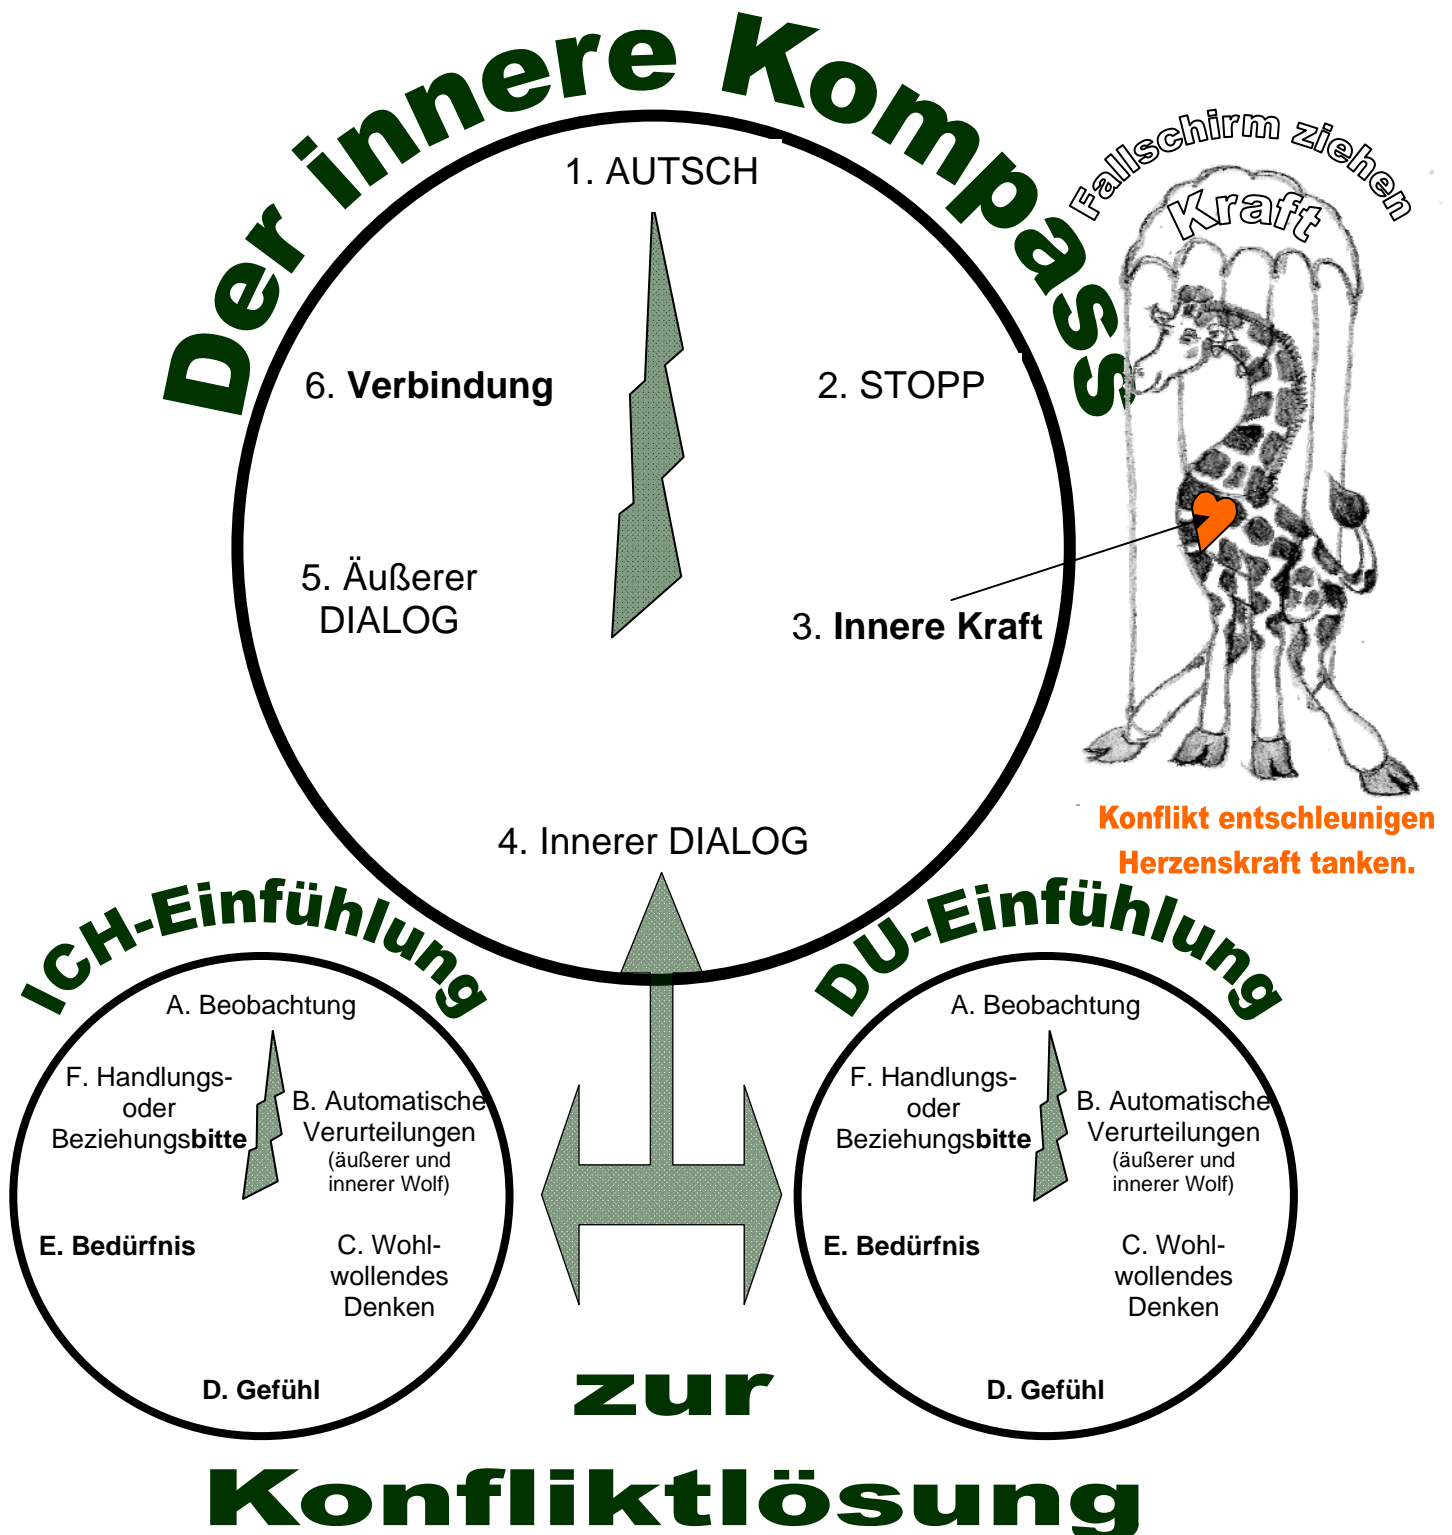 Der innere Kompass
1. AUTSCH
2. STOPP
3. Innere Kraft
4. Innerer DIALOG
5. Äußerer
DIALOG
6. Verbindung
Fallschirm ziehen
Kraft
Konflikt entschleunigen
Herzenskraft tanken.
ICH-Einfühlung
A. Beobachtung
B. Automatische
Verurteilungen
(äußerer und
innerer Wolf)
C. Wohl-
wollendes
Denken
D. Gefühl
E. Bedürfnis
F. Handlungs-
oder
Beziehungsbitte
DU-Einfühlung
A. Beobachtung
B. Automatische
Verurteilungen
(äußerer und
innerer Wolf)
C. Wohl-
wollendes
Denken
D. Gefühl
E. Bedürfnis
F. Handlungs-
oder
Beziehungsbitte
zur
Konfliktlösung